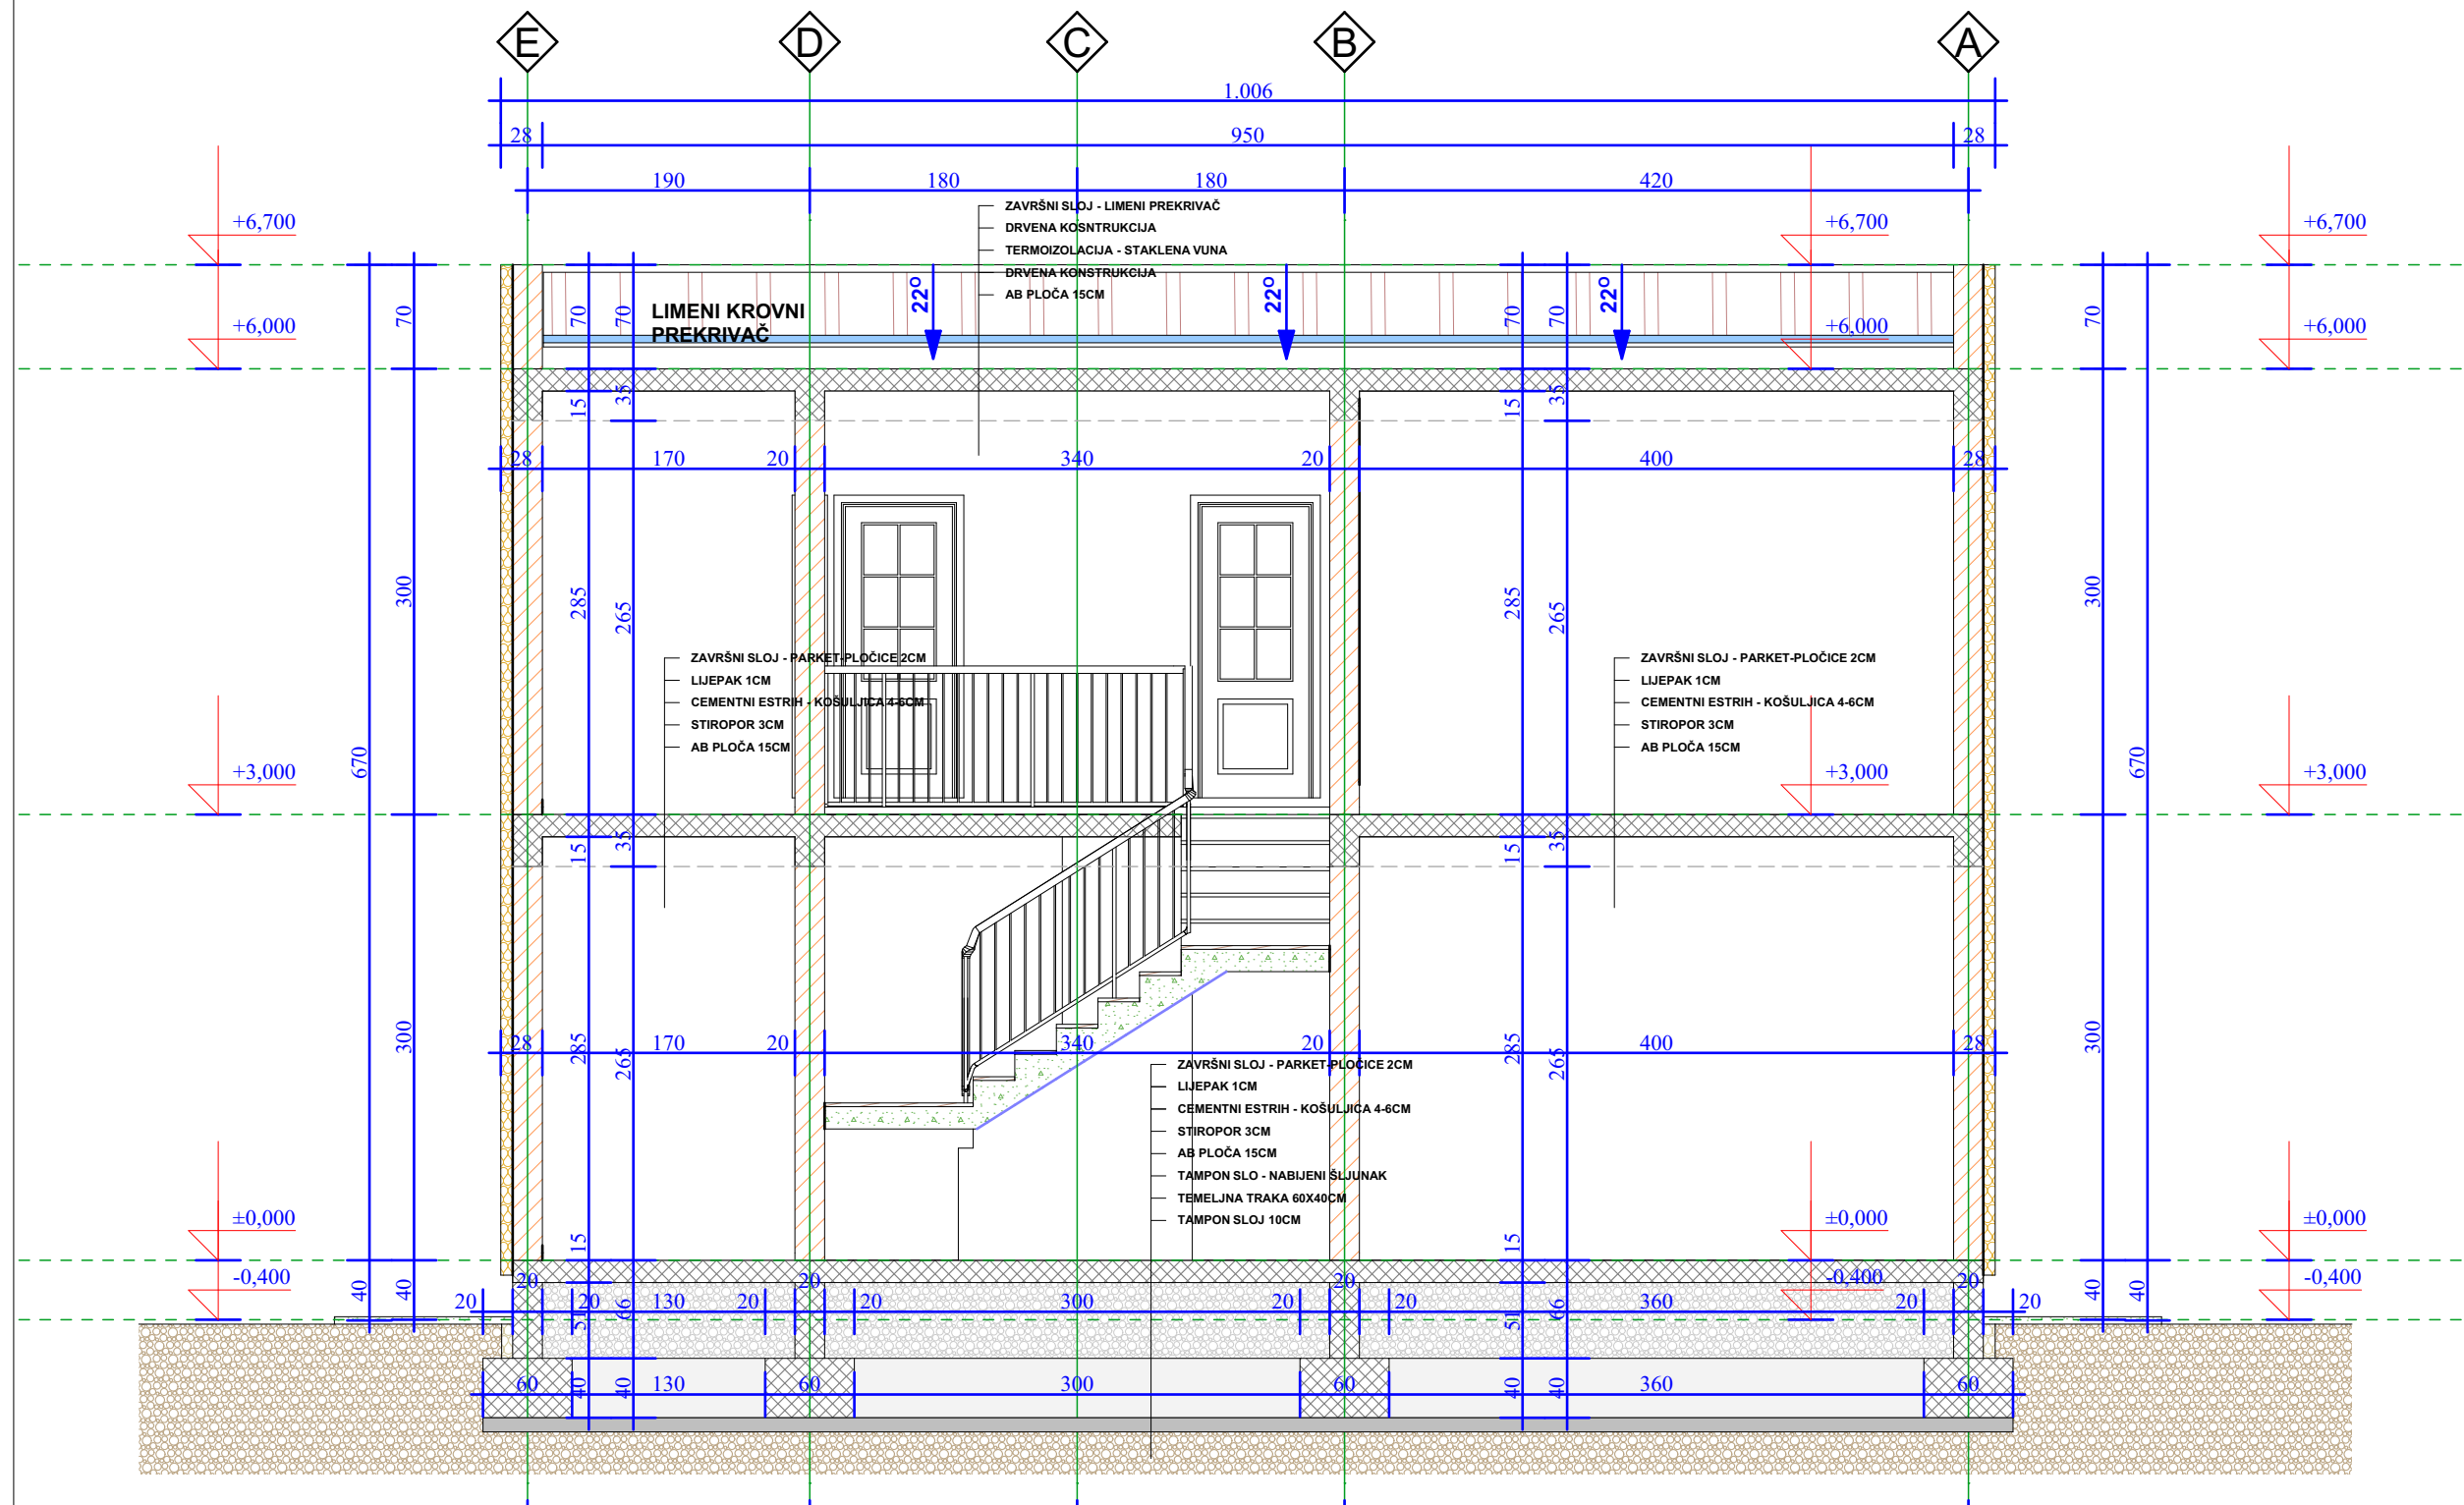 E D C B A
1.006
28 950 28
190 180 180 420
ZAVRŠNI SLOJ - LIMENI PREKRIVAČ
DRVENA KOSNTRUKCIJA
TERMOIZOLACIJA - STAKLENA VUNA
DRVENA KONSTRUKCIJA
AB PLOČA 15CM
+6,700 +6,700 +6,700
22° 22° 22°
LIMENI KROVNI
PREKRIVAČ
70 70 70 70 70 70
+6,000 +6,000 +6,000
15 35 15 35
28 170 20 340 20 400 28
300 285 265 285 265 300
ZAVRŠNI SLOJ - PARKET-PLOČICE 2CM
LIJEPAK 1CM
CEMENTNI ESTRIH - KOŠULJICA 4-6CM
STIROPOR 3CM
AB PLOČA 15CM
ZAVRŠNI SLOJ - PARKET-PLOČICE 2CM
LIJEPAK 1CM
CEMENTNI ESTRIH - KOŠULJICA 4-6CM
STIROPOR 3CM
AB PLOČA 15CM
670 670
+3,000 +3,000 +3,000
15 35 15 35
300 285 265 285 265 300
28 170 20 340 20 400 28
ZAVRŠNI SLOJ - PARKET-PLOČICE 2CM
LIJEPAK 1CM
CEMENTNI ESTRIH - KOŠULJICA 4-6CM
STIROPOR 3CM
AB PLOČA 15CM
TAMPON SLO - NABIJENI ŠLJUNAK
TEMELJNA TRAKA 60X40CM
TAMPON SLOJ 10CM
±0,000 ±0,000 ±0,000
15 15
-0,400 -0,400 -0,400
40 40 40 40
20 20 20 20
20 20 130 20 20 300 20 20 360 20 20
51 66 51 66
60 130 60 300 60 360 60
40 40 40 40